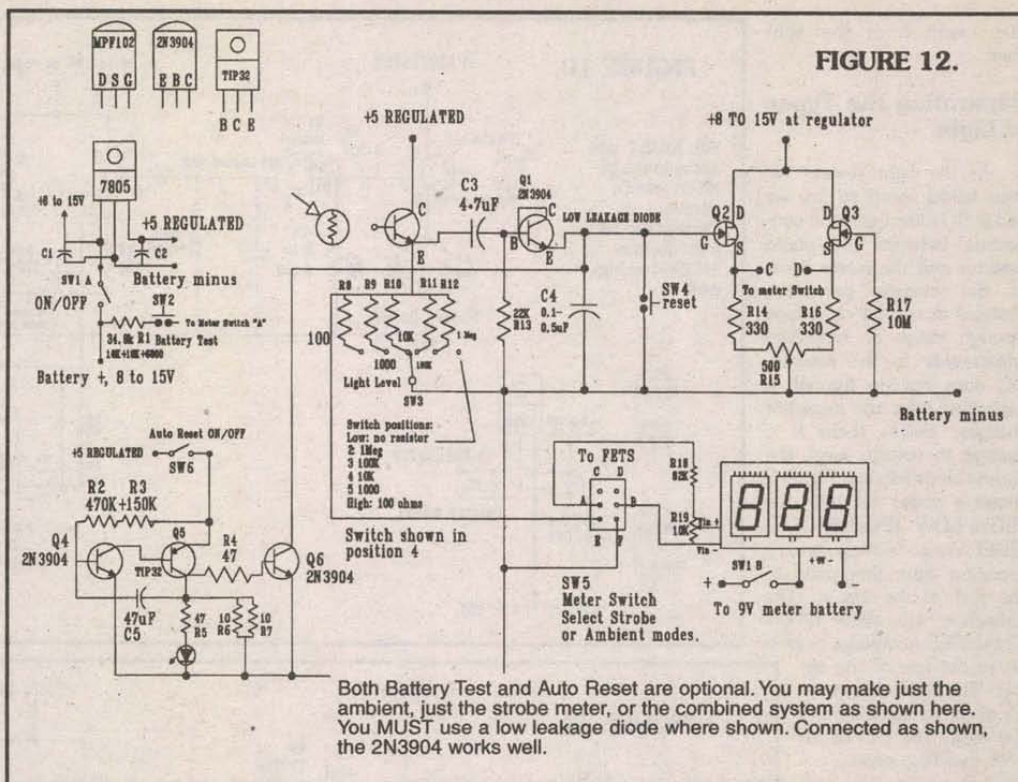 FIGURE 12.
MPF102
D S G
2N3904
E B C
TIP32
B C E
7805
+8 to 15V
+5 REGULATED
C1
C2
Battery minus
SW1 A
ON/OFF
SW2
To Meter Switch "A"
34.8k R1 Battery Test
Battery +, 8 to 15V
+5 REGULATED
C
E
C3
4.7uF
Q1
2N3904
B
C
E
LOW LEAKAGE DIODE
R8 R9 R10 R11 R12
100
1000
10K
100K
1 Meg
Light Level
SW3
22K
R13
C4
0.1-
0.5uF
SW4
reset
+8 TO 15V at regulator
Q2 D
G
S
D Q3
G
C D
To meter Switch
R14
330
R16
330
R17
10M
500
R15
Battery minus
Switch positions:
Low: no resistor
2: 1Meg
3 100K
4 10K
5 1000
High: 100 ohms
Switch shown in
position 4
Auto Reset ON/OFF
+5 REGULATED
SW6
R2 R3
470K+150K
Q4
2N3904
Q5
TIP32
R4
47
Q6
2N3904
47uF
C5
47
R5
10
R6
10
R7
To FETS
C D
A
B
E F
R18
82K
R19
10K
Vin +
Vin -
888
+9V -
SW1 B
+
-
To 9V meter battery
SW5
Meter Switch
Select Strobe
or Ambient modes.
Both Battery Test and Auto Reset are optional. You may make just the
ambient, just the strobe meter, or the combined system as shown here.
You MUST use a low leakage diode where shown. Connected as shown,
the 2N3904 works well.